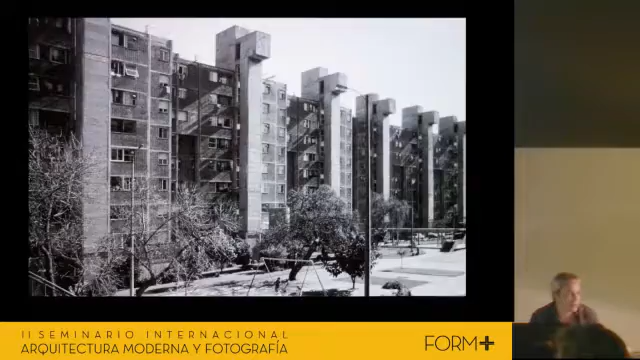 II SEMINARIO INTERNACIONAL
ARQUITECTURA MODERNA Y FOTOGRAFÍA
FORM+